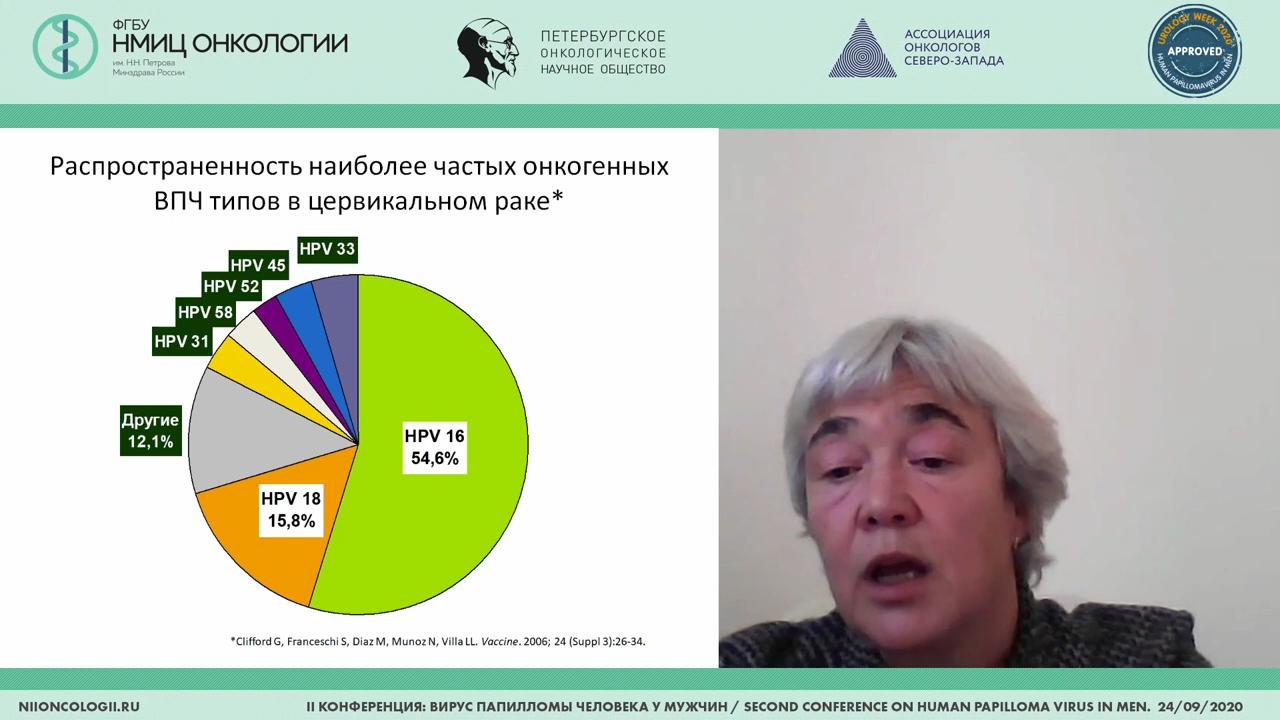 ФГБУ
НМИЦ ОНКОЛОГИИ
им. Н.Н. Петрова
Минздрава России
ПЕТЕРБУРГСКОЕ
ОНКОЛОГИЧЕСКОЕ
НАУЧНОЕ ОБЩЕСТВО
АССОЦИАЦИЯ
ОНКОЛОГОВ
СЕВЕРО-ЗАПАДА
UROLOGY WEEK 2020
APPROVED
HUMAN PAPILLOMAVIRUS IN MEN
Распространенность наиболее частых онкогенных
ВПЧ типов в цервикальном раке*
HPV 33
HPV 45
HPV 52
HPV 58
HPV 31
Другие
12,1%
HPV 16
54,6%
HPV 18
15,8%
*Clifford G, Franceschi S, Diaz M, Munoz N, Villa LL. Vaccine. 2006; 24 (Suppl 3):26-34.
NIIONCOLOGII.RU
II КОНФЕРЕНЦИЯ: ВИРУС ПАПИЛЛОМЫ ЧЕЛОВЕКА У МУЖЧИН / SECOND CONFERENCE ON HUMAN PAPILLOMA VIRUS IN MEN. 24/09/2020